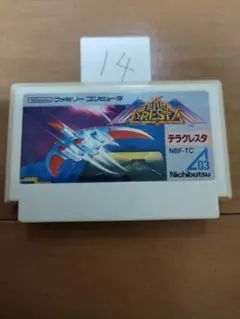 14
Nintendo ファミリー コンピュータ
TERRA
CRESTA
テラクレスタ
NBF-TC
03
Nichibutsu